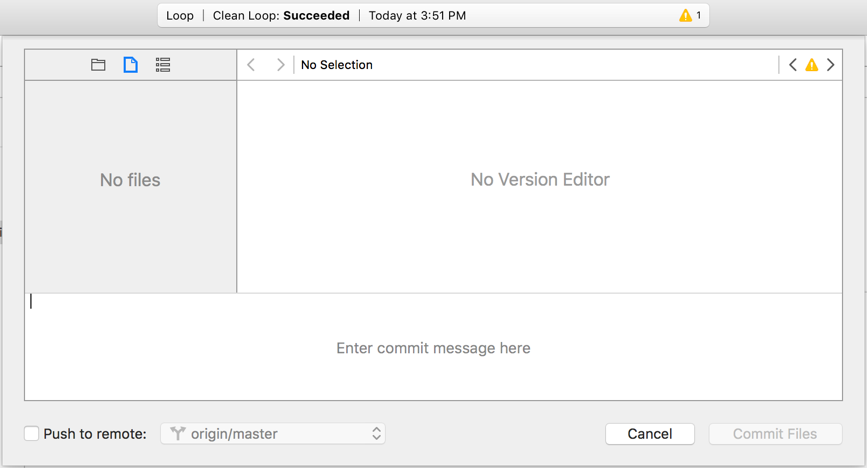 Loop | Clean Loop: Succeeded | Today at 3:51 PM 1
No Selection
No files
No Version Editor
Enter commit message here
Push to remote: origin/master Cancel Commit Files